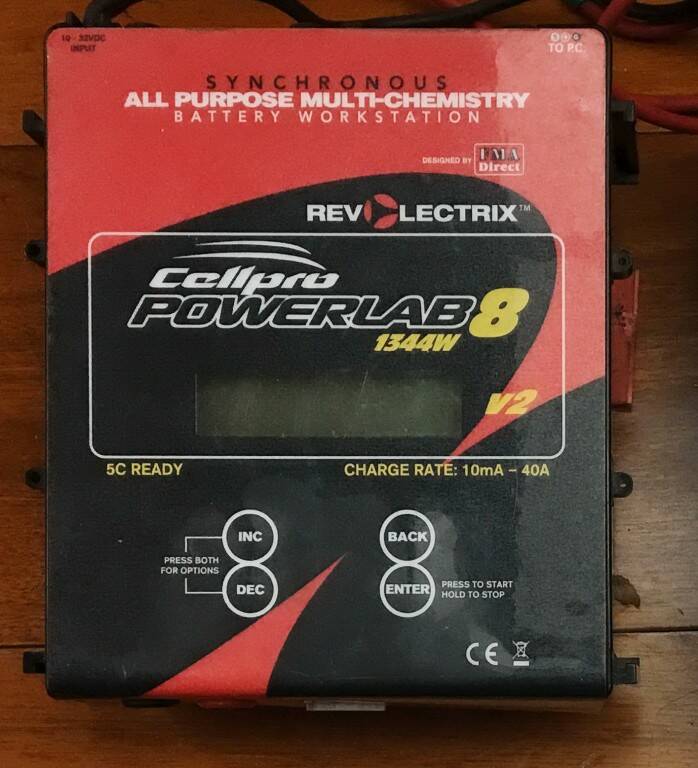 10 - 32VDC
INPUT
TO P.C.
SYNCHRONOUS
ALL PURPOSE MULTI-CHEMISTRY
BATTERY WORKSTATION
DESIGNED BY FMA
Direct
REVOLECTRIX™
Cellpro
POWERLAB 8
1344W
v2
5C READY
CHARGE RATE: 10mA – 40A
INC
BACK
PRESS BOTH
FOR OPTIONS
DEC
ENTER
PRESS TO START
HOLD TO STOP
CE